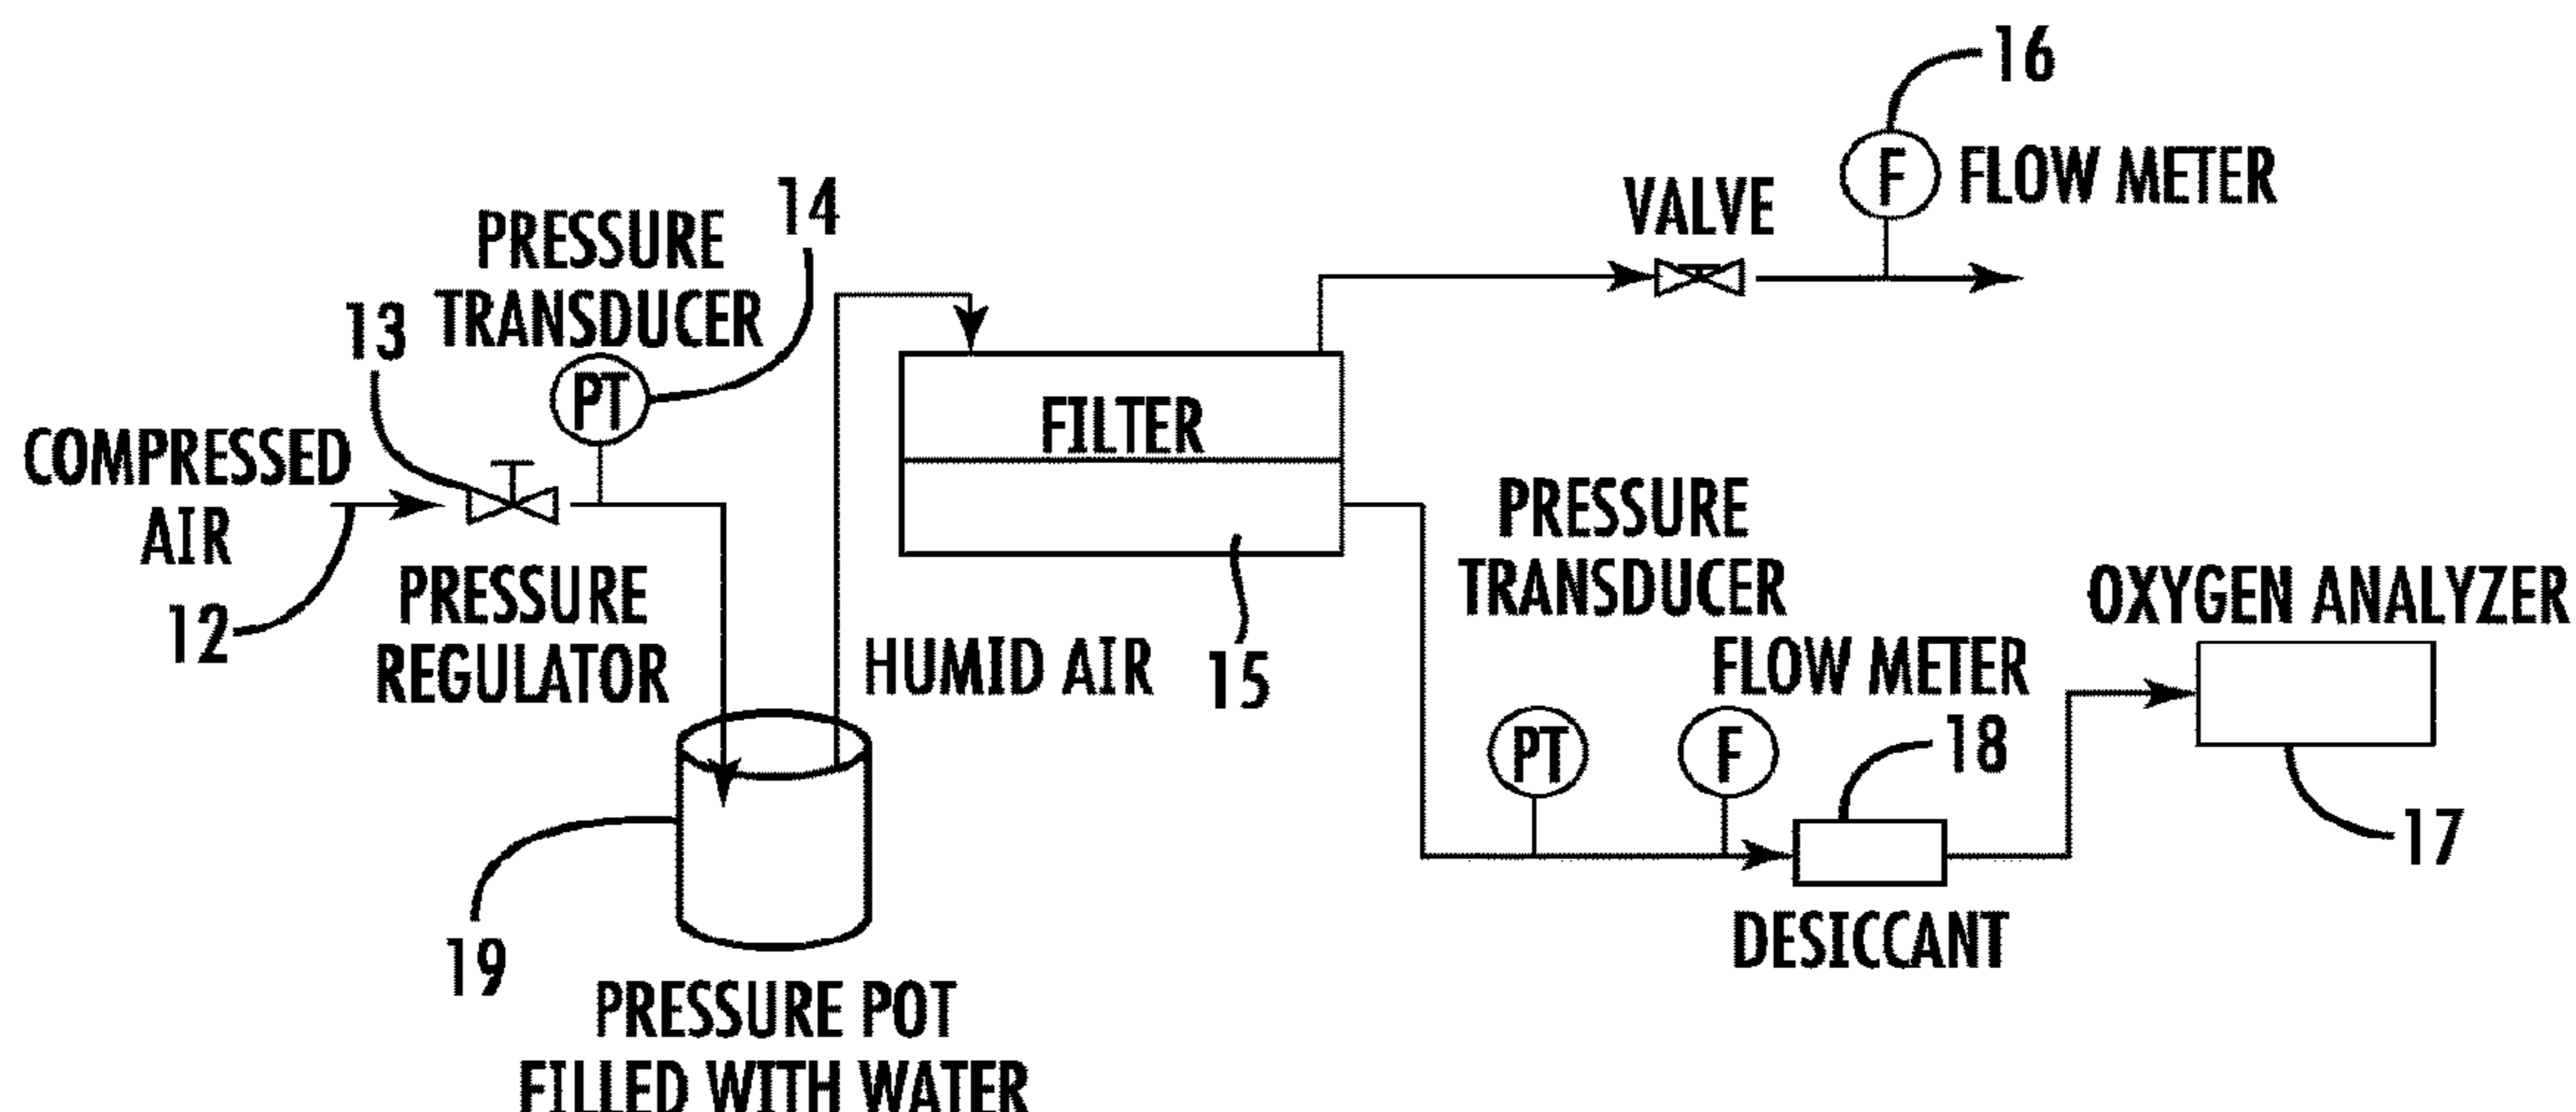 16
F FLOW METER
VALVE
14
PRESSURE
TRANSDUCER
13
PT
COMPRESSED
AIR
12
PRESSURE
REGULATOR
FILTER
HUMID AIR
15
19
PRESSURE POT
FILLED WITH WATER
PRESSURE
TRANSDUCER
PT
FLOW METER
F
18
DESICCANT
OXYGEN ANALYZER
17